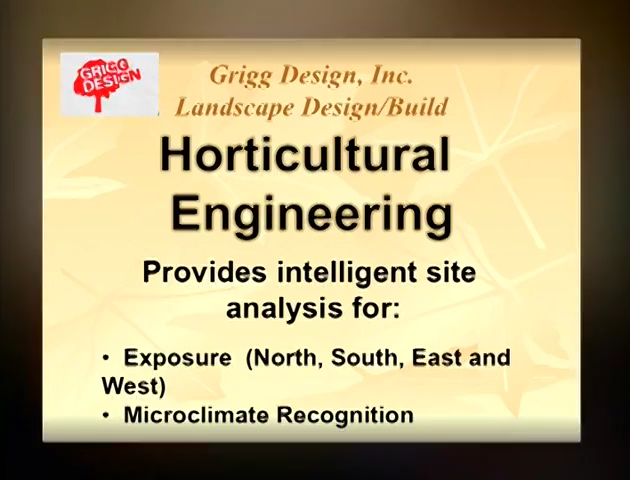 GRIGG
DESIGN
Grigg Design, Inc.
Landscape Design/Build
Horticultural
Engineering
Provides intelligent site
analysis for:
• Exposure (North, South, East and
West)
• Microclimate Recognition